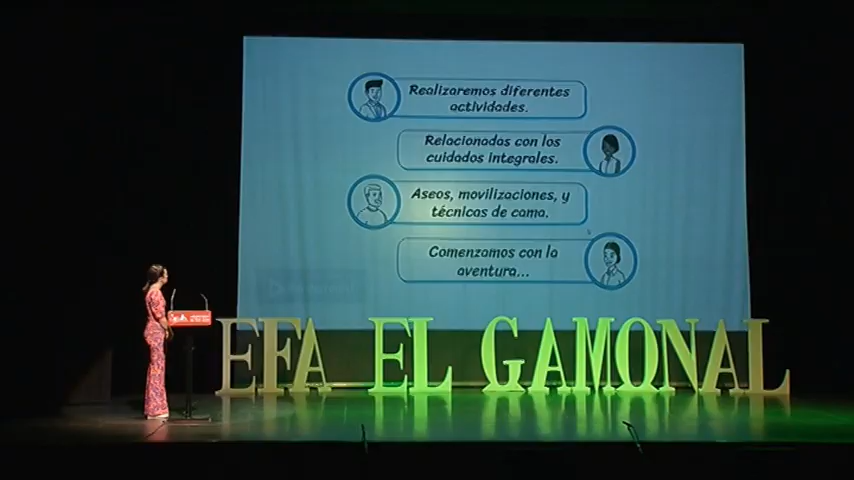 Realizaremos diferentes
actividades.
Relacionadas con los
cuidados integrales.
Aseos, movilizaciones, y
técnicas de cama.
Comenzamos con la
aventura...
EFA EL GAMONAL